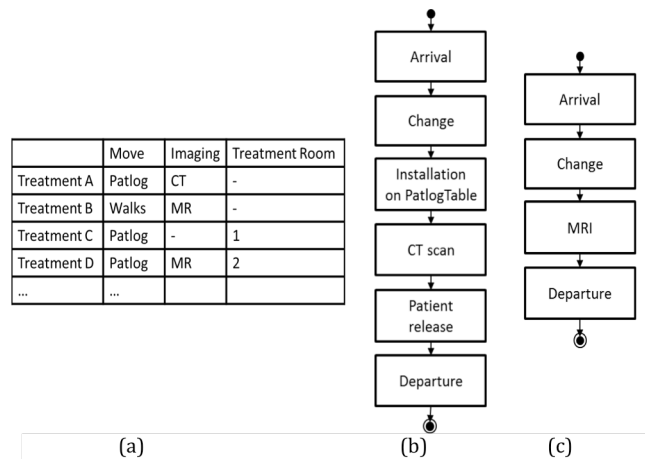 Move Imaging Treatment Room
Treatment A Patlog CT -
Treatment B Walks MR -
Treatment C Patlog - 1
Treatment D Patlog MR 2
... ...
Arrival
Change
Installation
on PatlogTable
CT scan
Patient
release
Departure
Arrival
Change
MRI
Departure
(a) (b) (c)